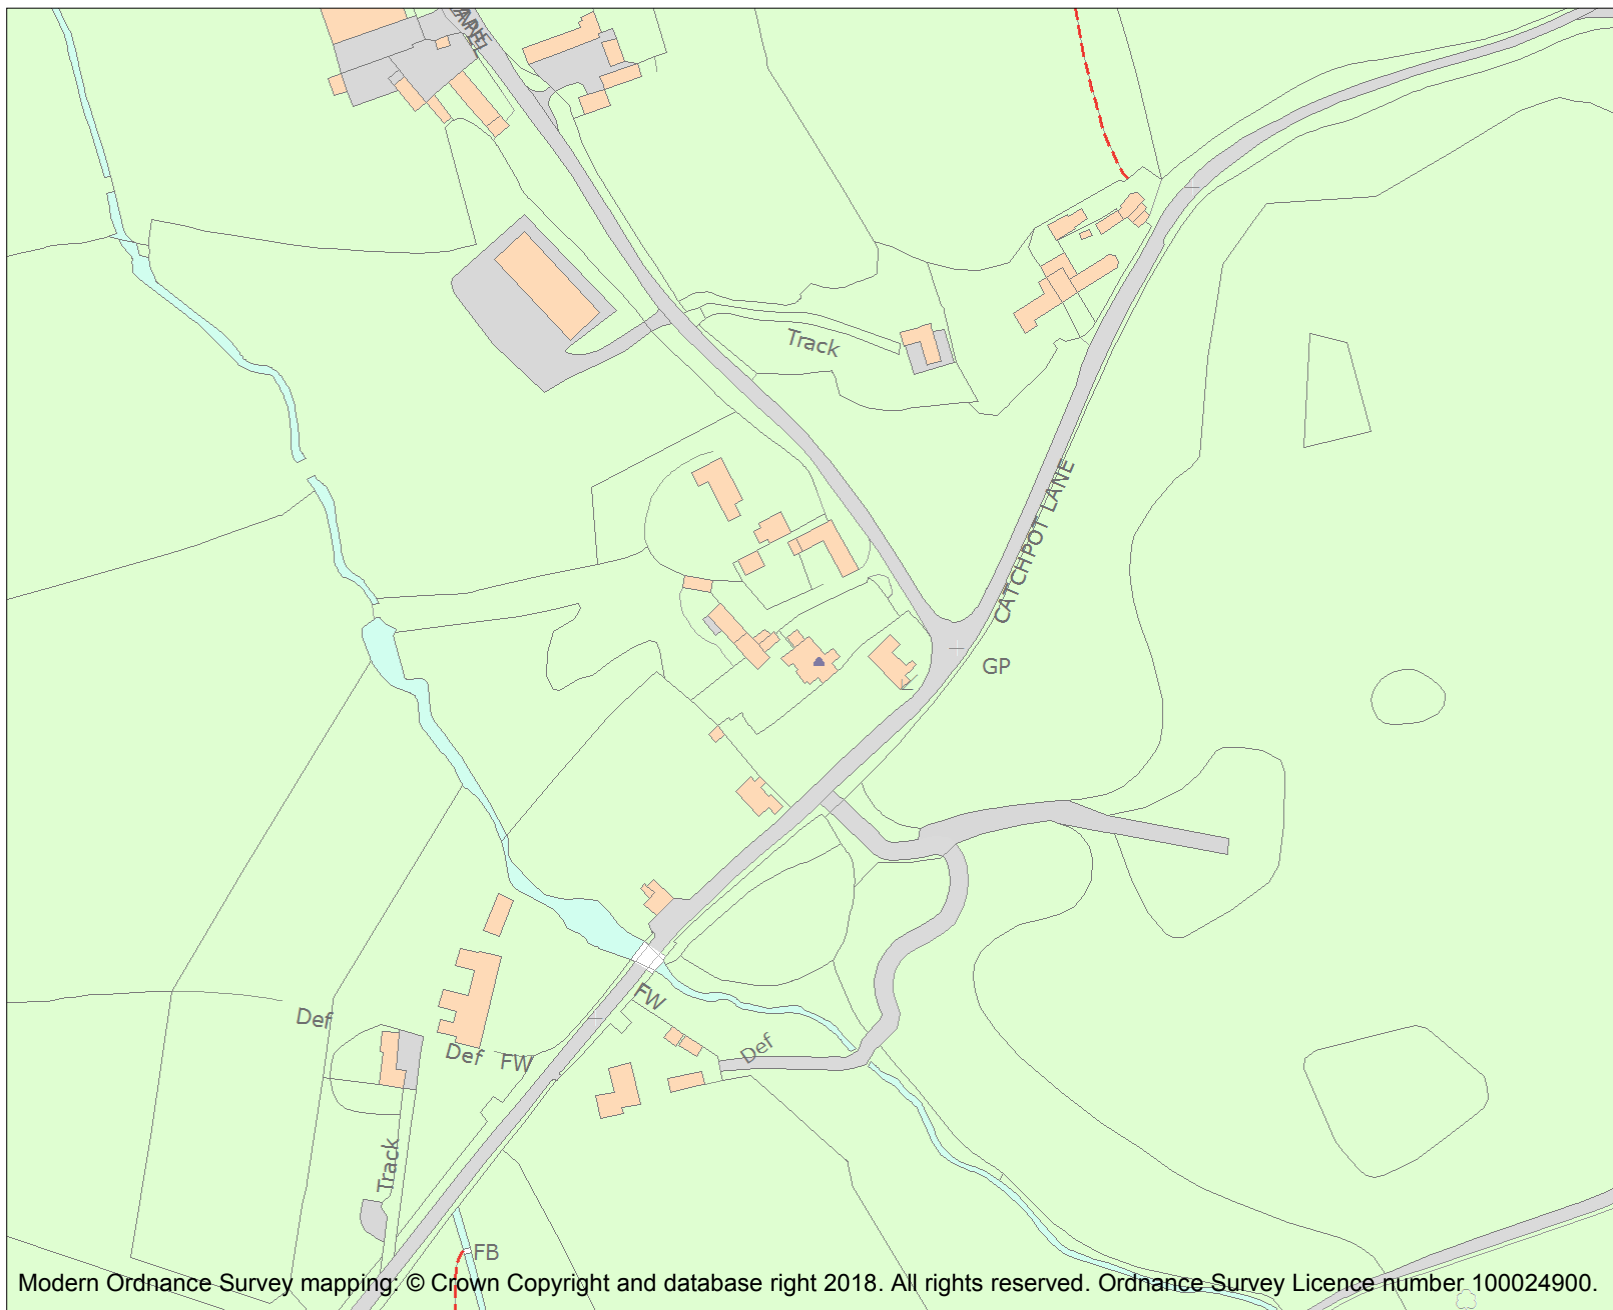 Track
CATCHPOT LANE
GP
FW
Def
Def
Def FW
Track
FB
Modern Ordnance Survey mapping: © Crown Copyright and database right 2018. All rights reserved. Ordnance Survey Licence number 100024900.